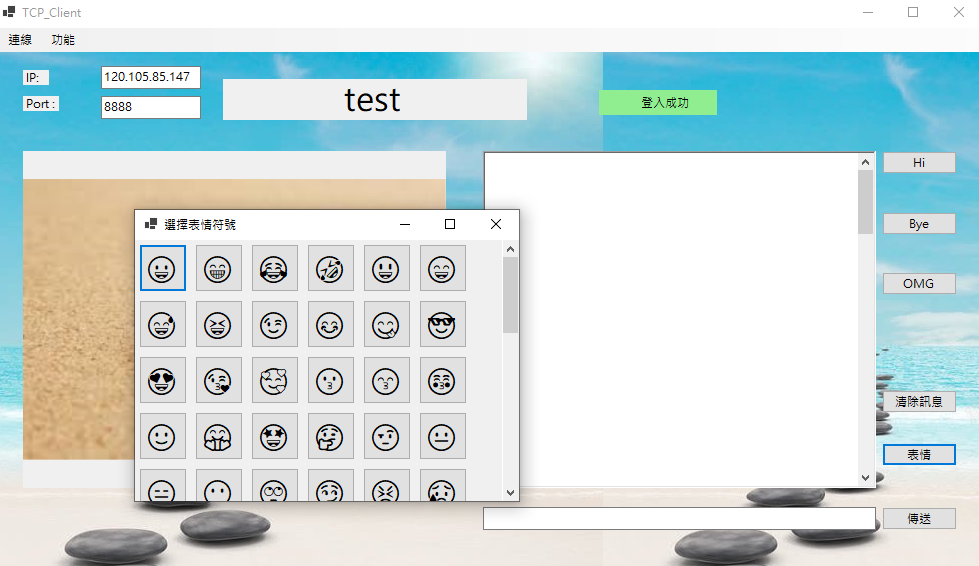 TCP_Client
連線 功能
IP: 120.105.85.147
Port : 8888
test
登入成功
Hi
選擇表情符號
Bye
OMG
清除訊息
表情
傳送